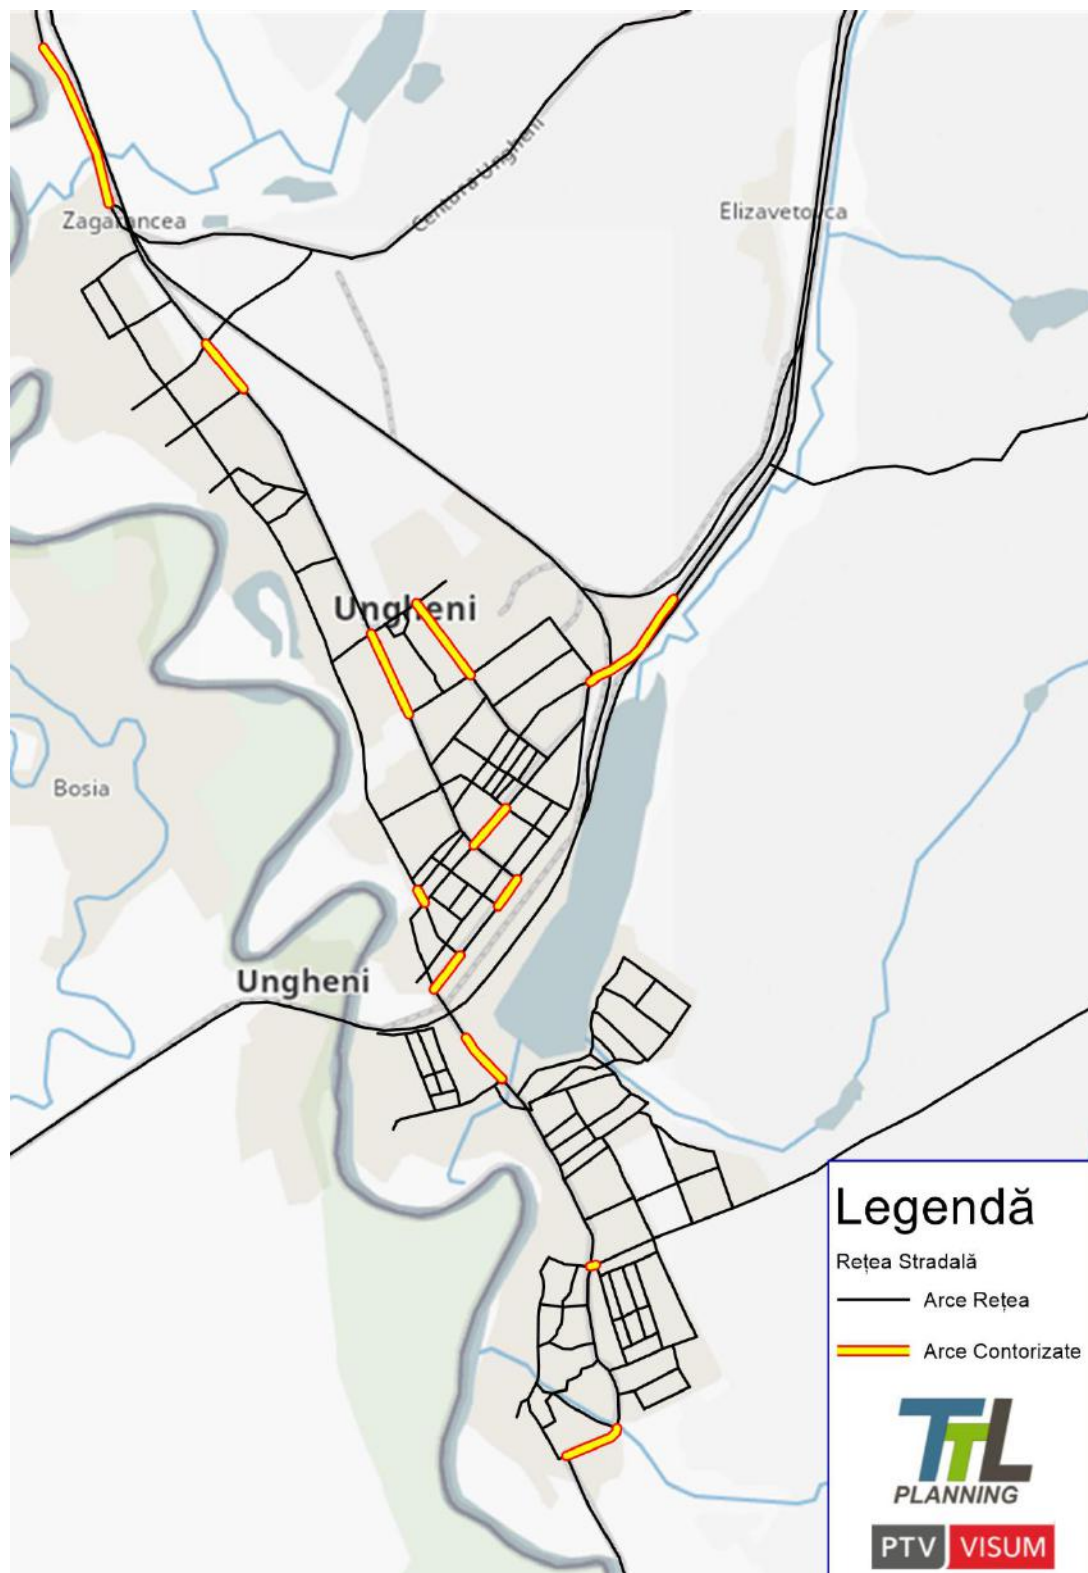 Centura Ungheni
Zagarancea
Elizavetovca
Ungheni
Bosia
Ungheni
Legendă
Rețea Stradală
Arce Rețea
Arce Contorizate
TTL
PLANNING
PTV VISUM